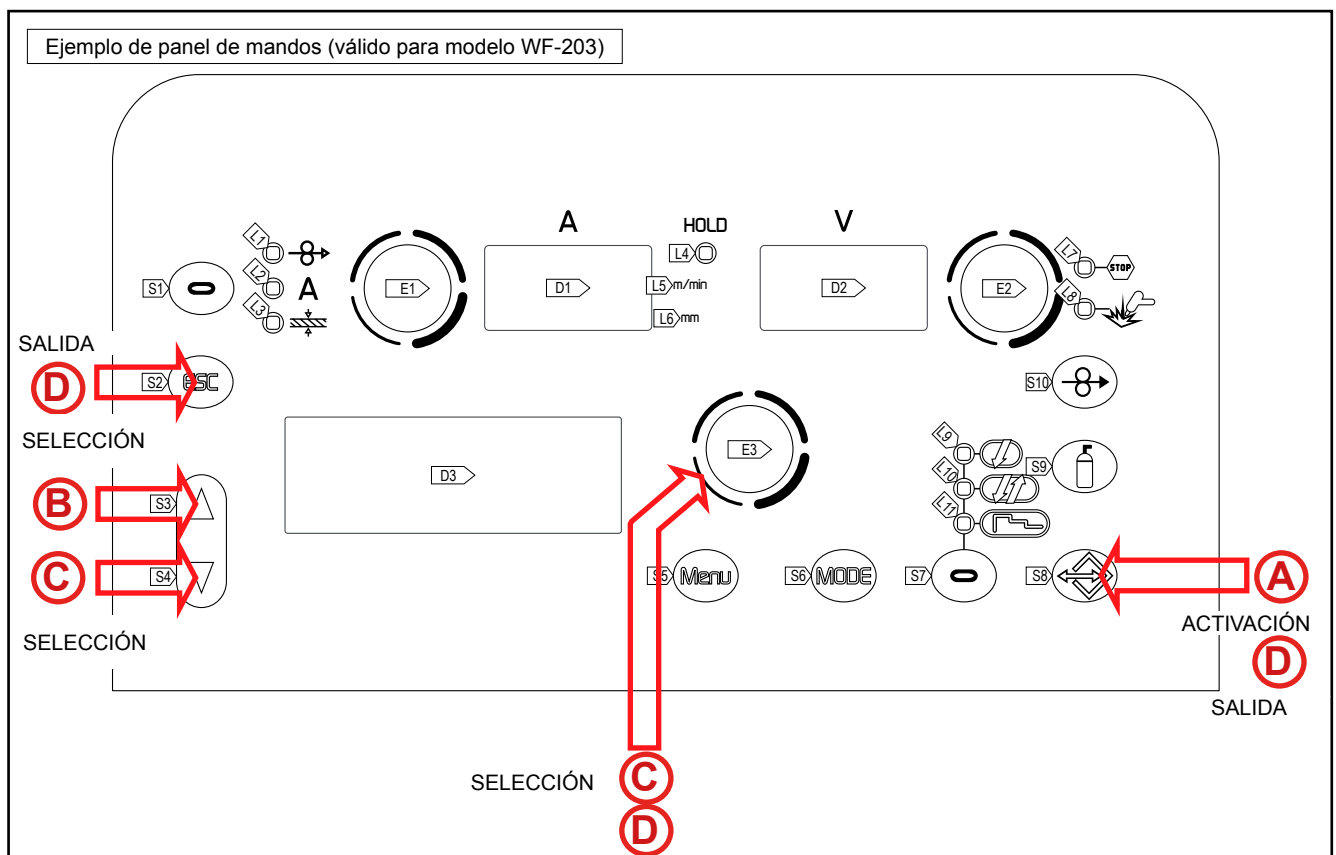 Ejemplo de panel de mandos (válido para modelo WF-203)
A
HOLD
V
L1
L2
A
L3
S1
E1
D1
L4
L5 m/min
L6 mm
D2
E2
L7
STOP
L8
SALIDA
D
S2
ESC
SELECCIÓN
S10
D3
E3
L9
L10
L11
S9
B
S3
C
S4
SELECCIÓN
S5
Menu
S6
MODE
S7
S8
A
ACTIVACIÓN
D
SALIDA
SELECCIÓN
C
D